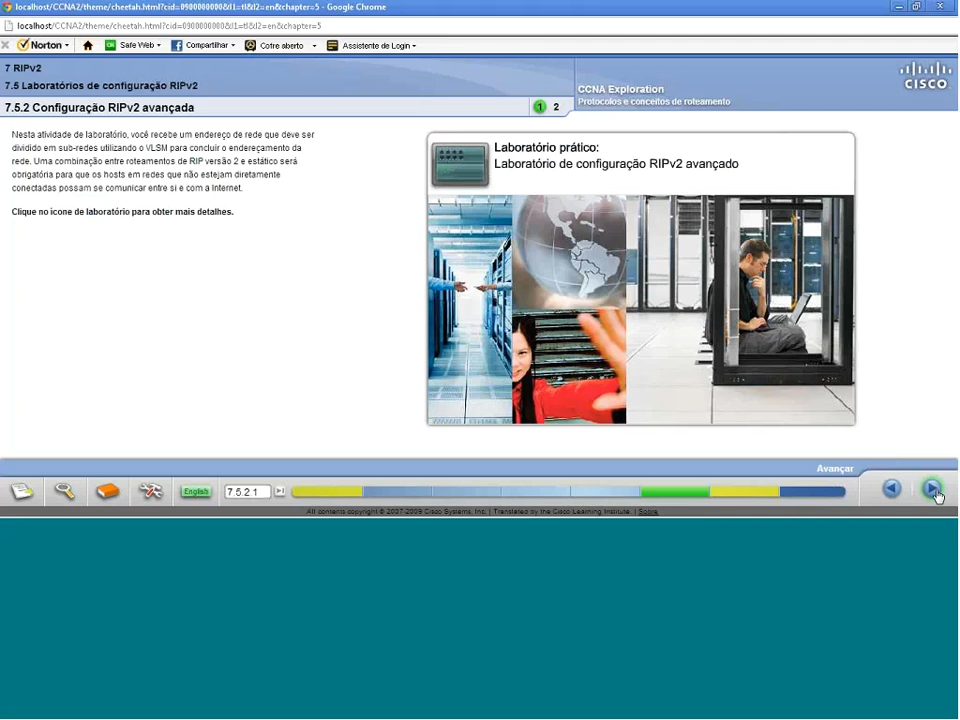 localhost/CCNA2/theme/cheetah.html?cid=0900000000&l1=tl&l2=en&chapter=5 - Google Chrome
localhost/CCNA2/theme/cheetah.html?cid=0900000000&l1=tl&l2=en&chapter=5
Norton Safe Web Compartilhar Cofre aberto Assistente de Login
7 RIPv2
7.5 Laboratórios de configuração RIPv2
7.5.2 Configuração RIPv2 avançada
1 2
CCNA Exploration
Protocolos e conceitos de roteamento
CISCO
Nesta atividade de laboratório, você recebe um endereço de rede que deve ser
dividido em sub-redes utilizando o VLSM para concluir o endereçamento da
rede. Uma combinação entre roteamentos de RIP versão 2 e estático será
obrigatória para que os hosts em redes que não estejam diretamente
conectadas possam se comunicar entre si e com a Internet.
Clique no ícone de laboratório para obter mais detalhes.
Laboratório prático:
Laboratório de configuração RIPv2 avançado
Avançar
English
7.5.2.1
All contents copyright © 2007-2009 Cisco Systems, Inc. | Translated by the Cisco Learning Institute. | Sobre